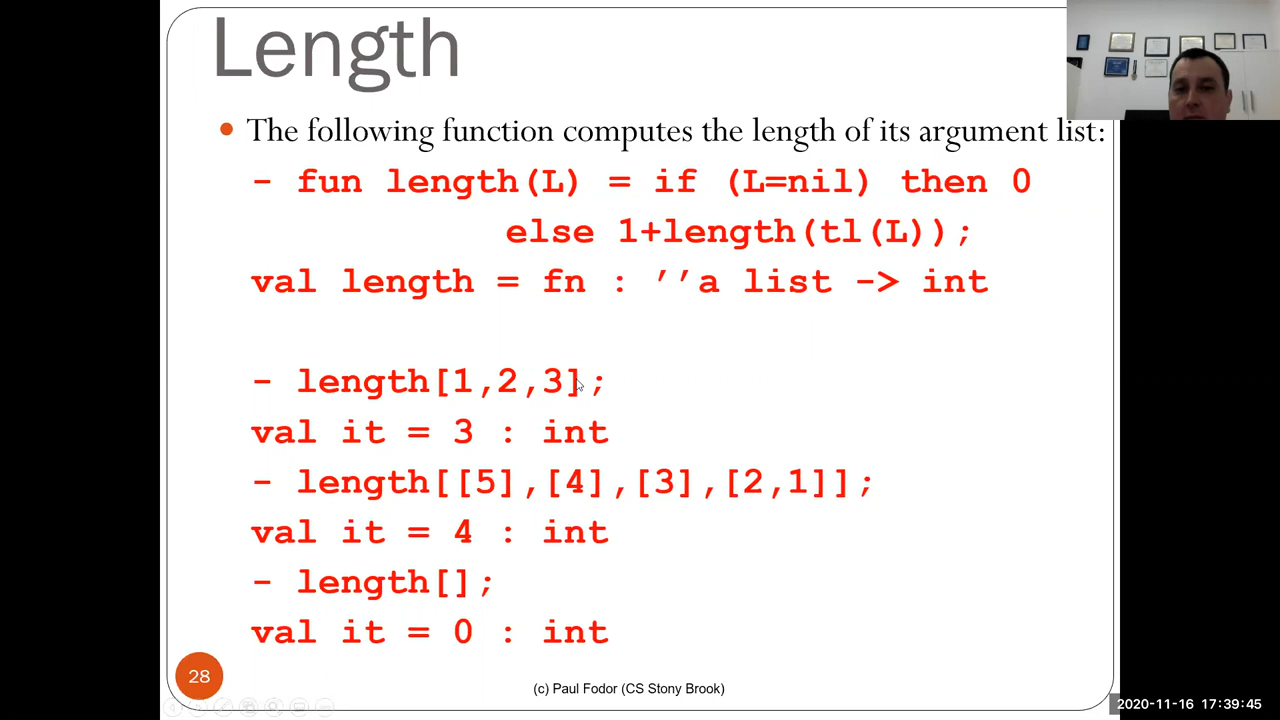 Length
• The following function computes the length of its argument list:
- fun length(L) = if (L=nil) then 0
else 1+length(tl(L));
val length = fn : ’’a list -> int
- length[1,2,3];
val it = 3 : int
- length[[5],[4],[3],[2,1]];
val it = 4 : int
- length[];
val it = 0 : int
28
(c) Paul Fodor (CS Stony Brook)
2020-11-16 17:39:45